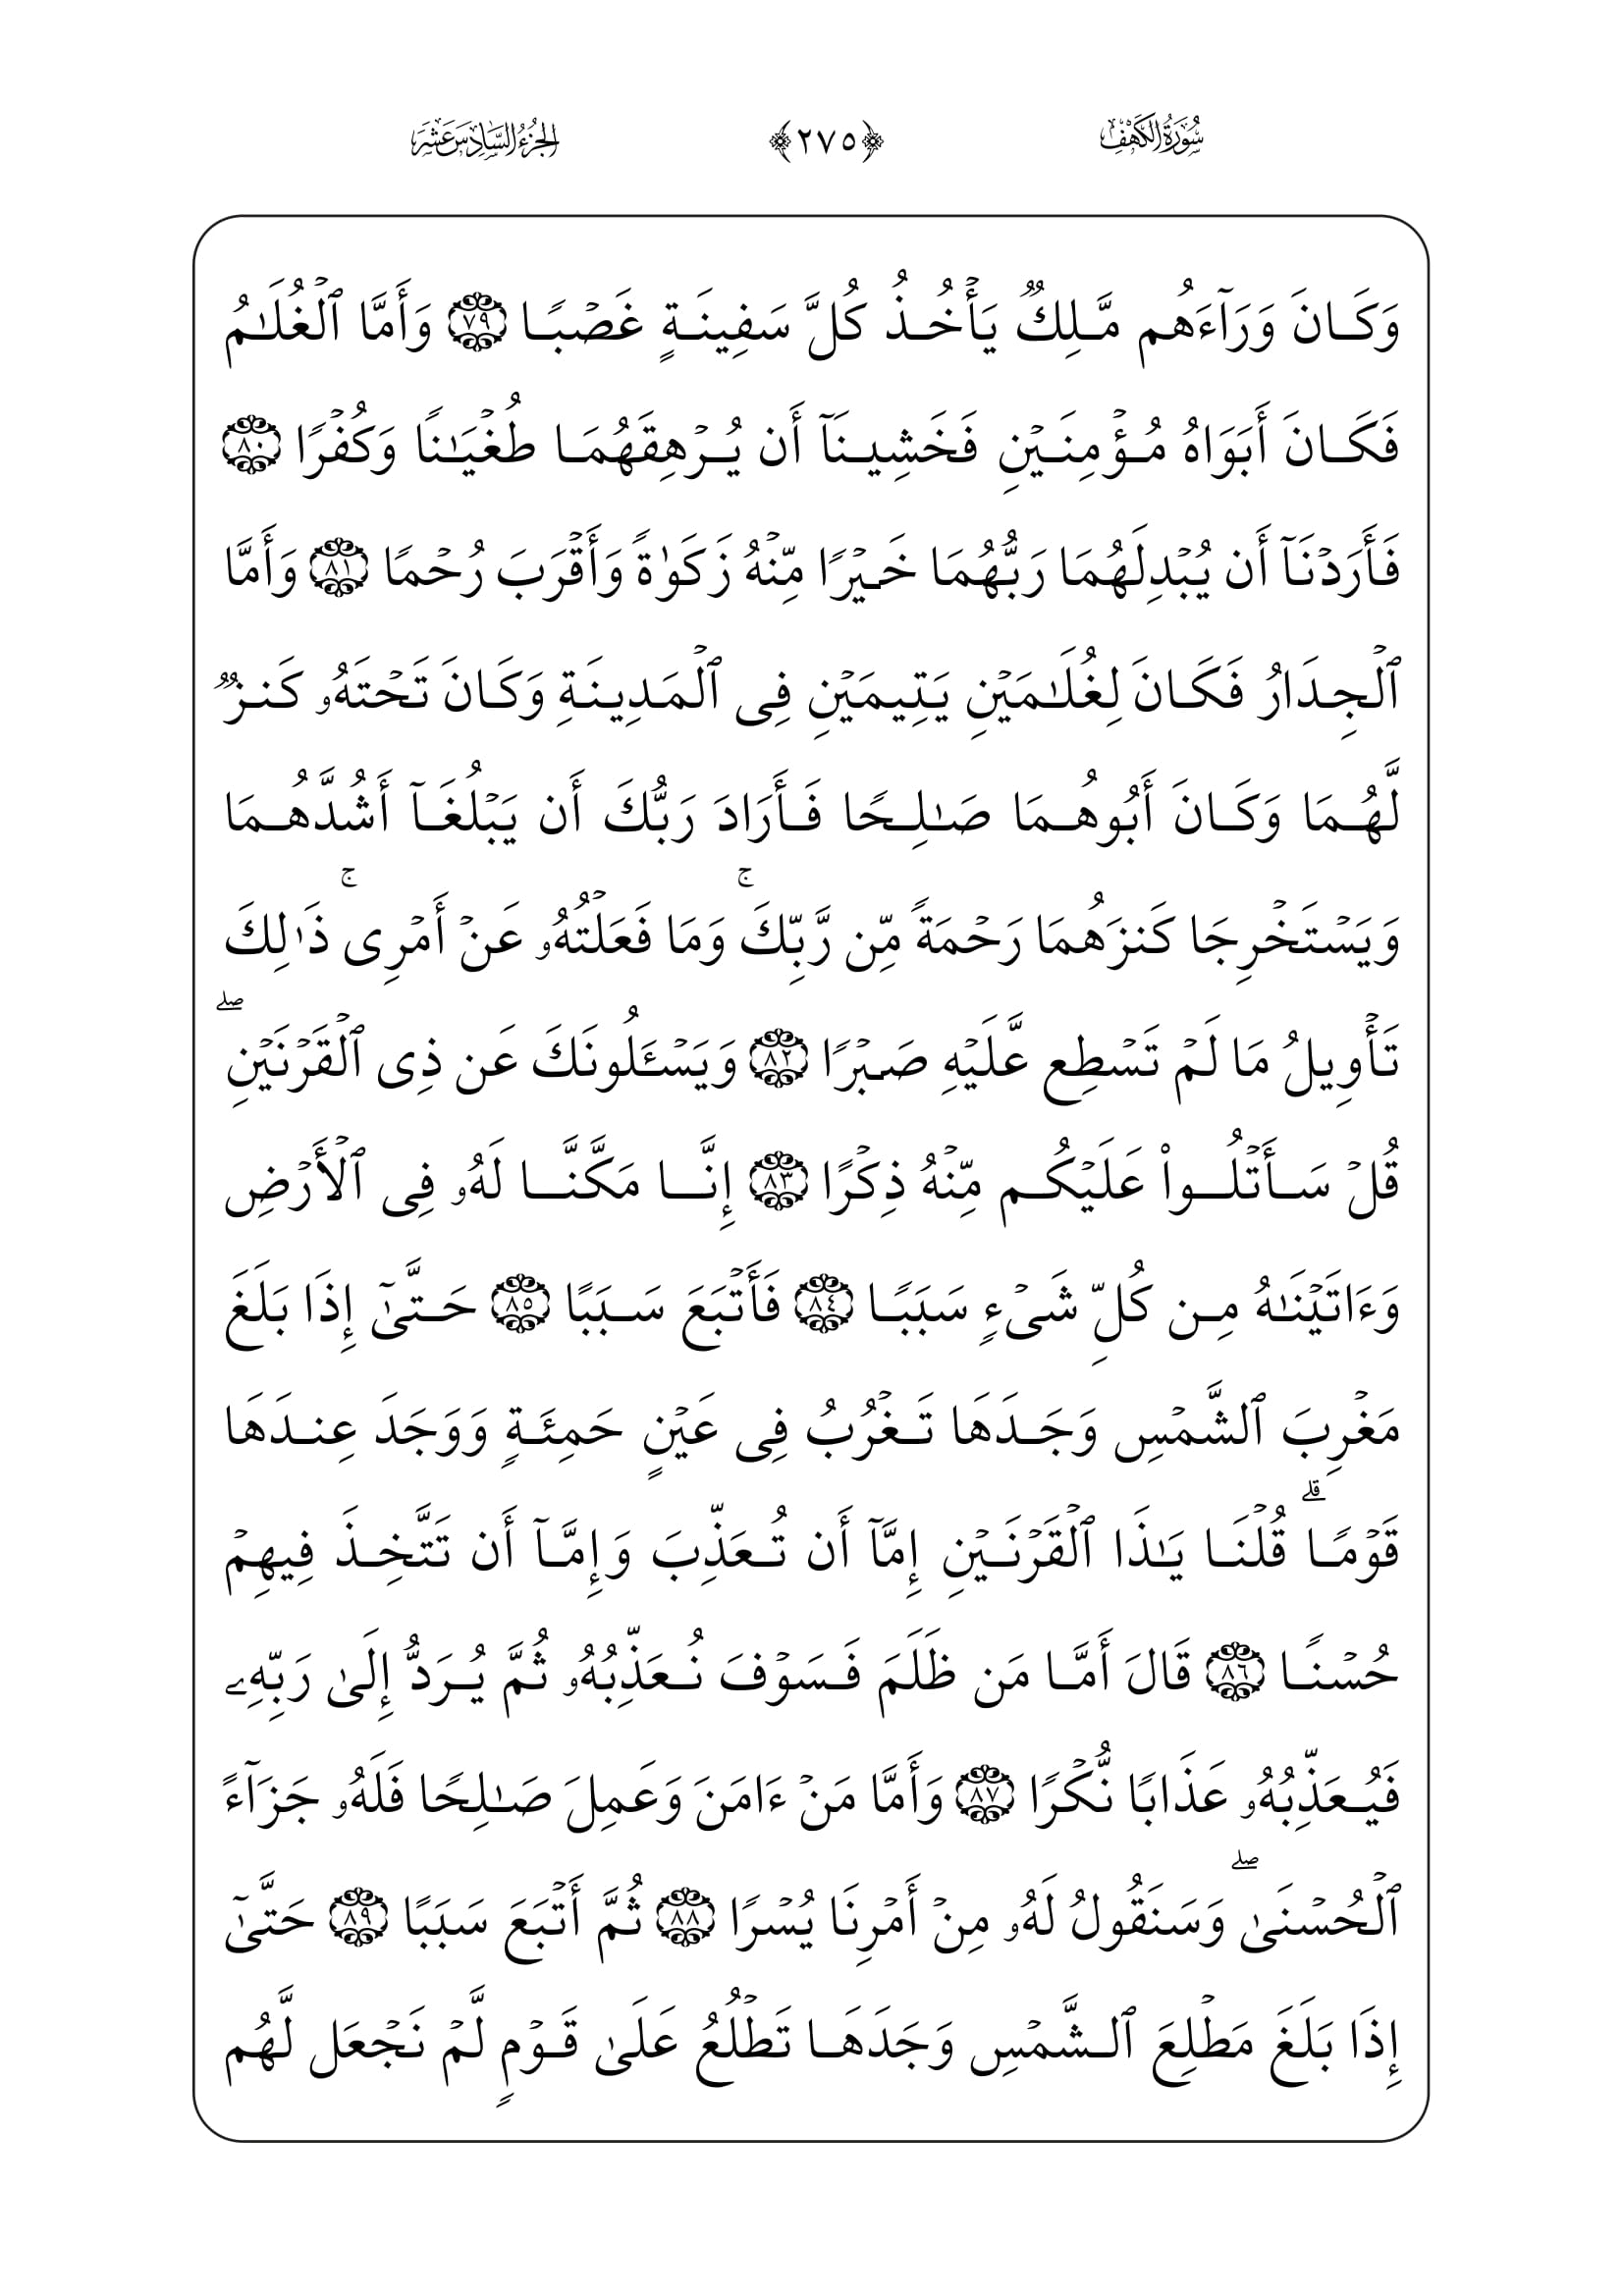 سُورَةُ الكَهْفِ ﴿٢٧٥﴾ الجُزْءُ السَّادِسَ عَشَرَ
وَكَانَ وَرَآءَهُم مَّلِكٌ يَأۡخُذُ كُلَّ سَفِينَةٍ غَصۡبًا ٧٩ وَأَمَّا ٱلۡغُلَٰمُ
فَكَانَ أَبَوَاهُ مُؤۡمِنَيۡنِ فَخَشِينَآ أَن يُرۡهِقَهُمَا طُغۡيَٰنًا وَكُفۡرًا ٨٠
فَأَرَدۡنَآ أَن يُبۡدِلَهُمَا رَبُّهُمَا خَيۡرًا مِّنۡهُ زَكَوٰةً وَأَقۡرَبَ رُحۡمًا ٨١ وَأَمَّا
ٱلۡجِدَارُ فَكَانَ لِغُلَٰمَيۡنِ يَتِيمَيۡنِ فِى ٱلۡمَدِينَةِ وَكَانَ تَحۡتَهُۥ كَنزٌ
لَّهُمَا وَكَانَ أَبُوهُمَا صَٰلِحًا فَأَرَادَ رَبُّكَ أَن يَبۡلُغَآ أَشُدَّهُمَا
وَيَسۡتَخۡرِجَا كَنزَهُمَا رَحۡمَةً مِّن رَّبِّكَۚ وَمَا فَعَلۡتُهُۥ عَنۡ أَمۡرِىۚ ذَٰلِكَ
تَأۡوِيلُ مَا لَمۡ تَسۡطِع عَّلَيۡهِ صَبۡرًا ٨٢ وَيَسۡـَٔلُونَكَ عَن ذِى ٱلۡقَرۡنَيۡنِۖ
قُلۡ سَأَتۡلُوا۟ عَلَيۡكُم مِّنۡهُ ذِكۡرًا ٨٣ إِنَّا مَكَّنَّا لَهُۥ فِى ٱلۡأَرۡضِ
وَءَاتَيۡنَٰهُ مِن كُلِّ شَىۡءٍ سَبَبًا ٨٤ فَأَتۡبَعَ سَبَبًا ٨٥ حَتَّىٰٓ إِذَا بَلَغَ
مَغۡرِبَ ٱلشَّمۡسِ وَجَدَهَا تَغۡرُبُ فِى عَيۡنٍ حَمِئَةٍ وَوَجَدَ عِندَهَا
قَوۡمًاۗ قُلۡنَا يَٰذَا ٱلۡقَرۡنَيۡنِ إِمَّآ أَن تُعَذِّبَ وَإِمَّآ أَن تَتَّخِذَ فِيهِمۡ
حُسۡنًا ٨٦ قَالَ أَمَّا مَن ظَلَمَ فَسَوۡفَ نُعَذِّبُهُۥ ثُمَّ يُرَدُّ إِلَىٰ رَبِّهِۦ
فَيُعَذِّبُهُۥ عَذَابًا نُّكۡرًا ٨٧ وَأَمَّا مَنۡ ءَامَنَ وَعَمِلَ صَٰلِحًا فَلَهُۥ جَزَآءً
ٱلۡحُسۡنَىٰۖ وَسَنَقُولُ لَهُۥ مِنۡ أَمۡرِنَا يُسۡرًا ٨٨ ثُمَّ أَتۡبَعَ سَبَبًا ٨٩ حَتَّىٰٓ
إِذَا بَلَغَ مَطۡلِعَ ٱلشَّمۡسِ وَجَدَهَا تَطۡلُعُ عَلَىٰ قَوۡمٍ لَّمۡ نَجۡعَل لَّهُم